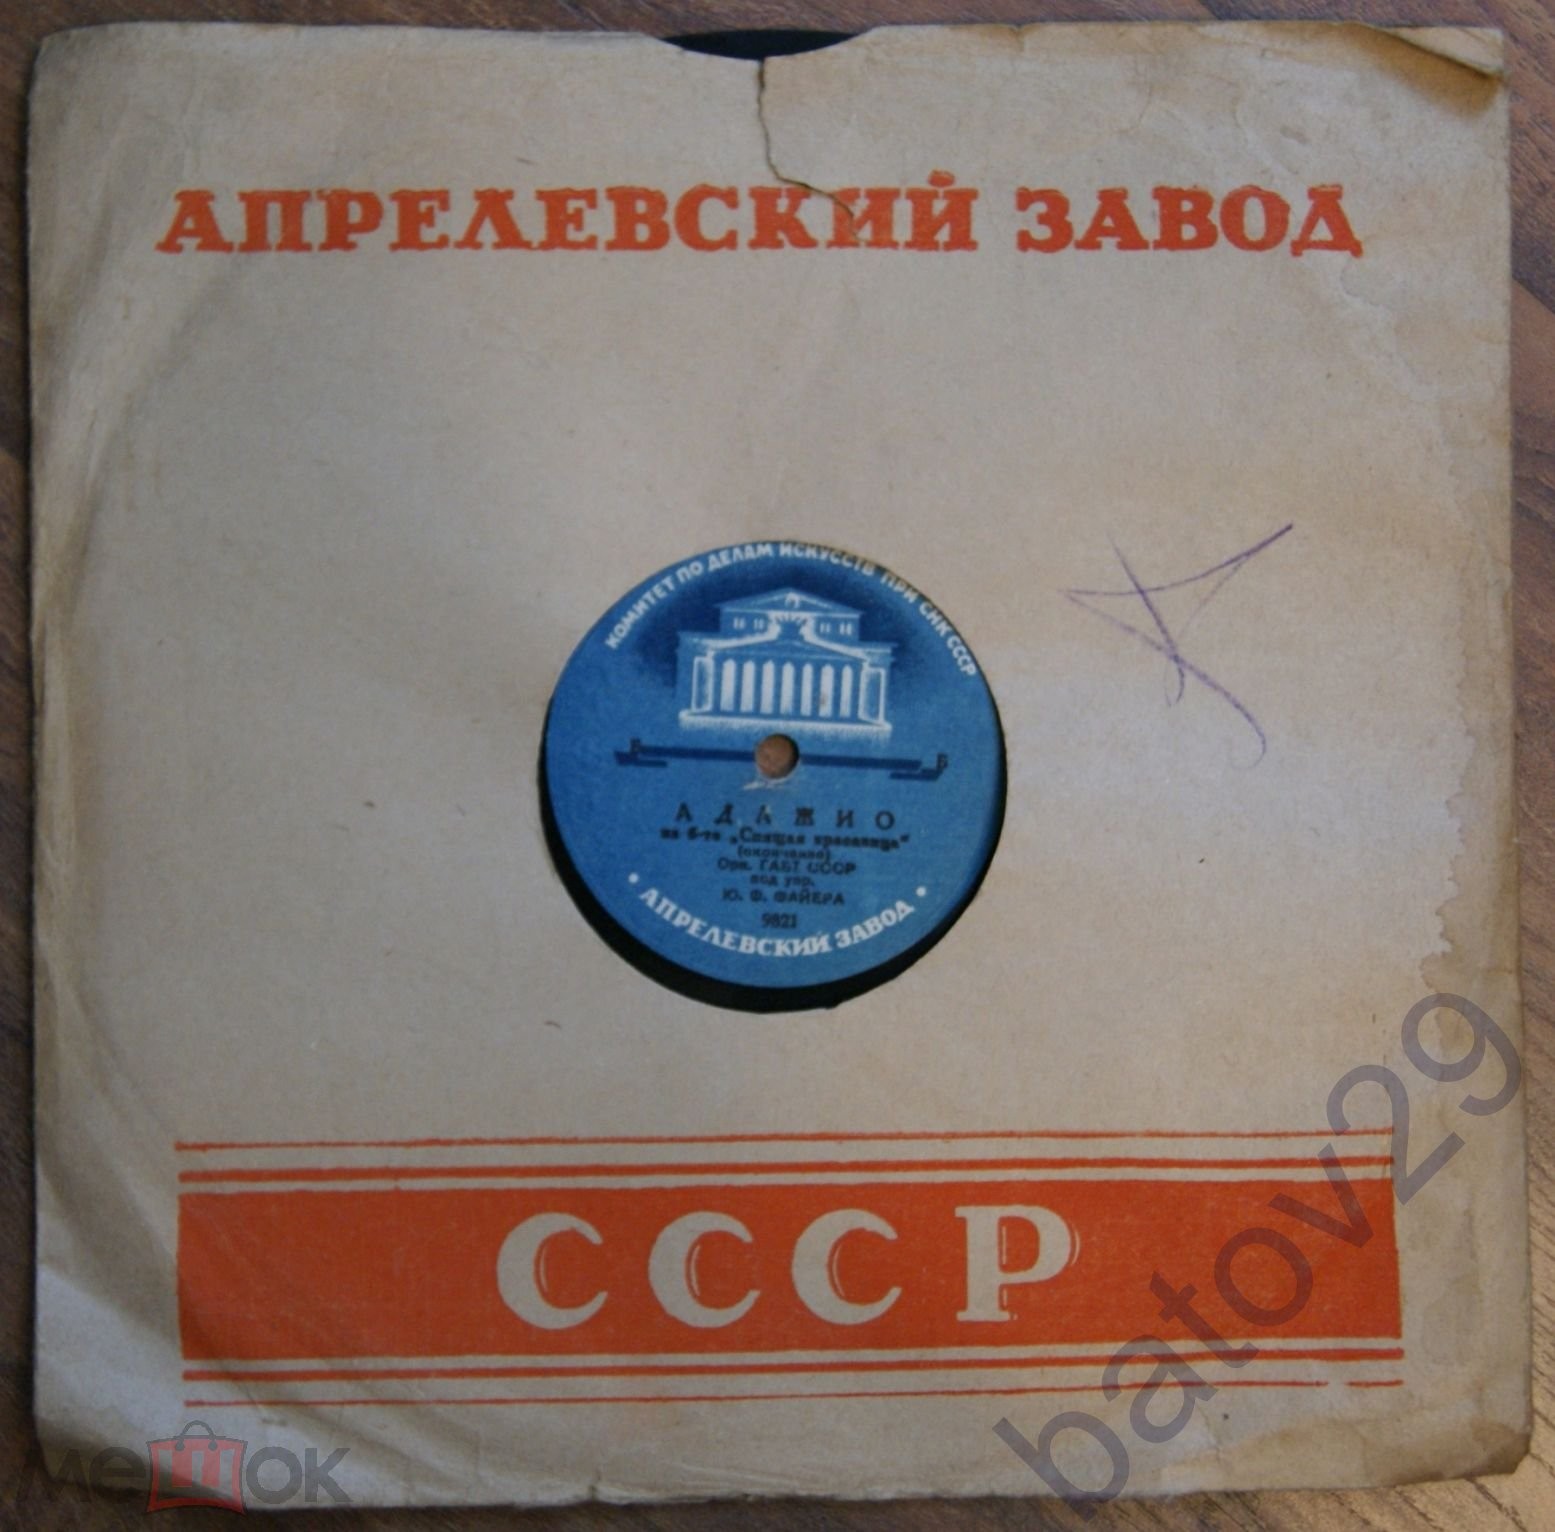 АПРЕЛЕВСКИЙ ЗАВОД
КОМИТЕТ ПО ДЕЛАМ ИСКУССТВ ПРИ СНК СССР
АДАЖИО
из б-та „Спящая красавица"
(окончание)
Орк. ГАБТ СССР
под упр.
Ю. Ф. ФАЙЕРА
9821
• АПРЕЛЕВСКИЙ ЗАВОД •
СССР
batov29
мешок